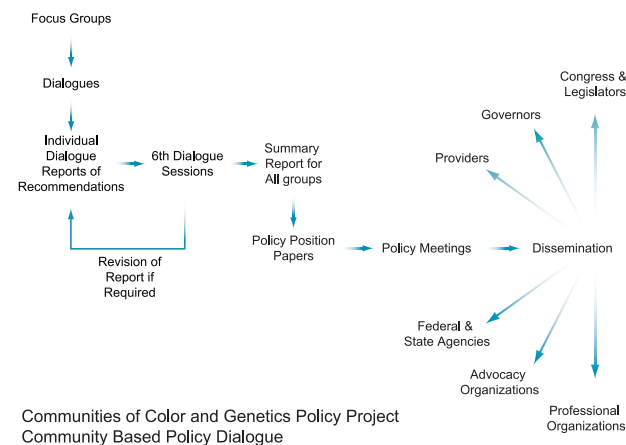 Focus Groups
Dialogues
Individual
Dialogue
Reports of
Recommendations
6th Dialogue
Sessions
Revision of
Report if
Required
Summary
Report for
All groups
Policy Position
Papers
Policy Meetings
Dissemination
Providers
Governors
Congress &
Legislators
Federal &
State Agencies
Advocacy
Organizations
Professional
Organizations
Communities of Color and Genetics Policy Project
Community Based Policy Dialogue